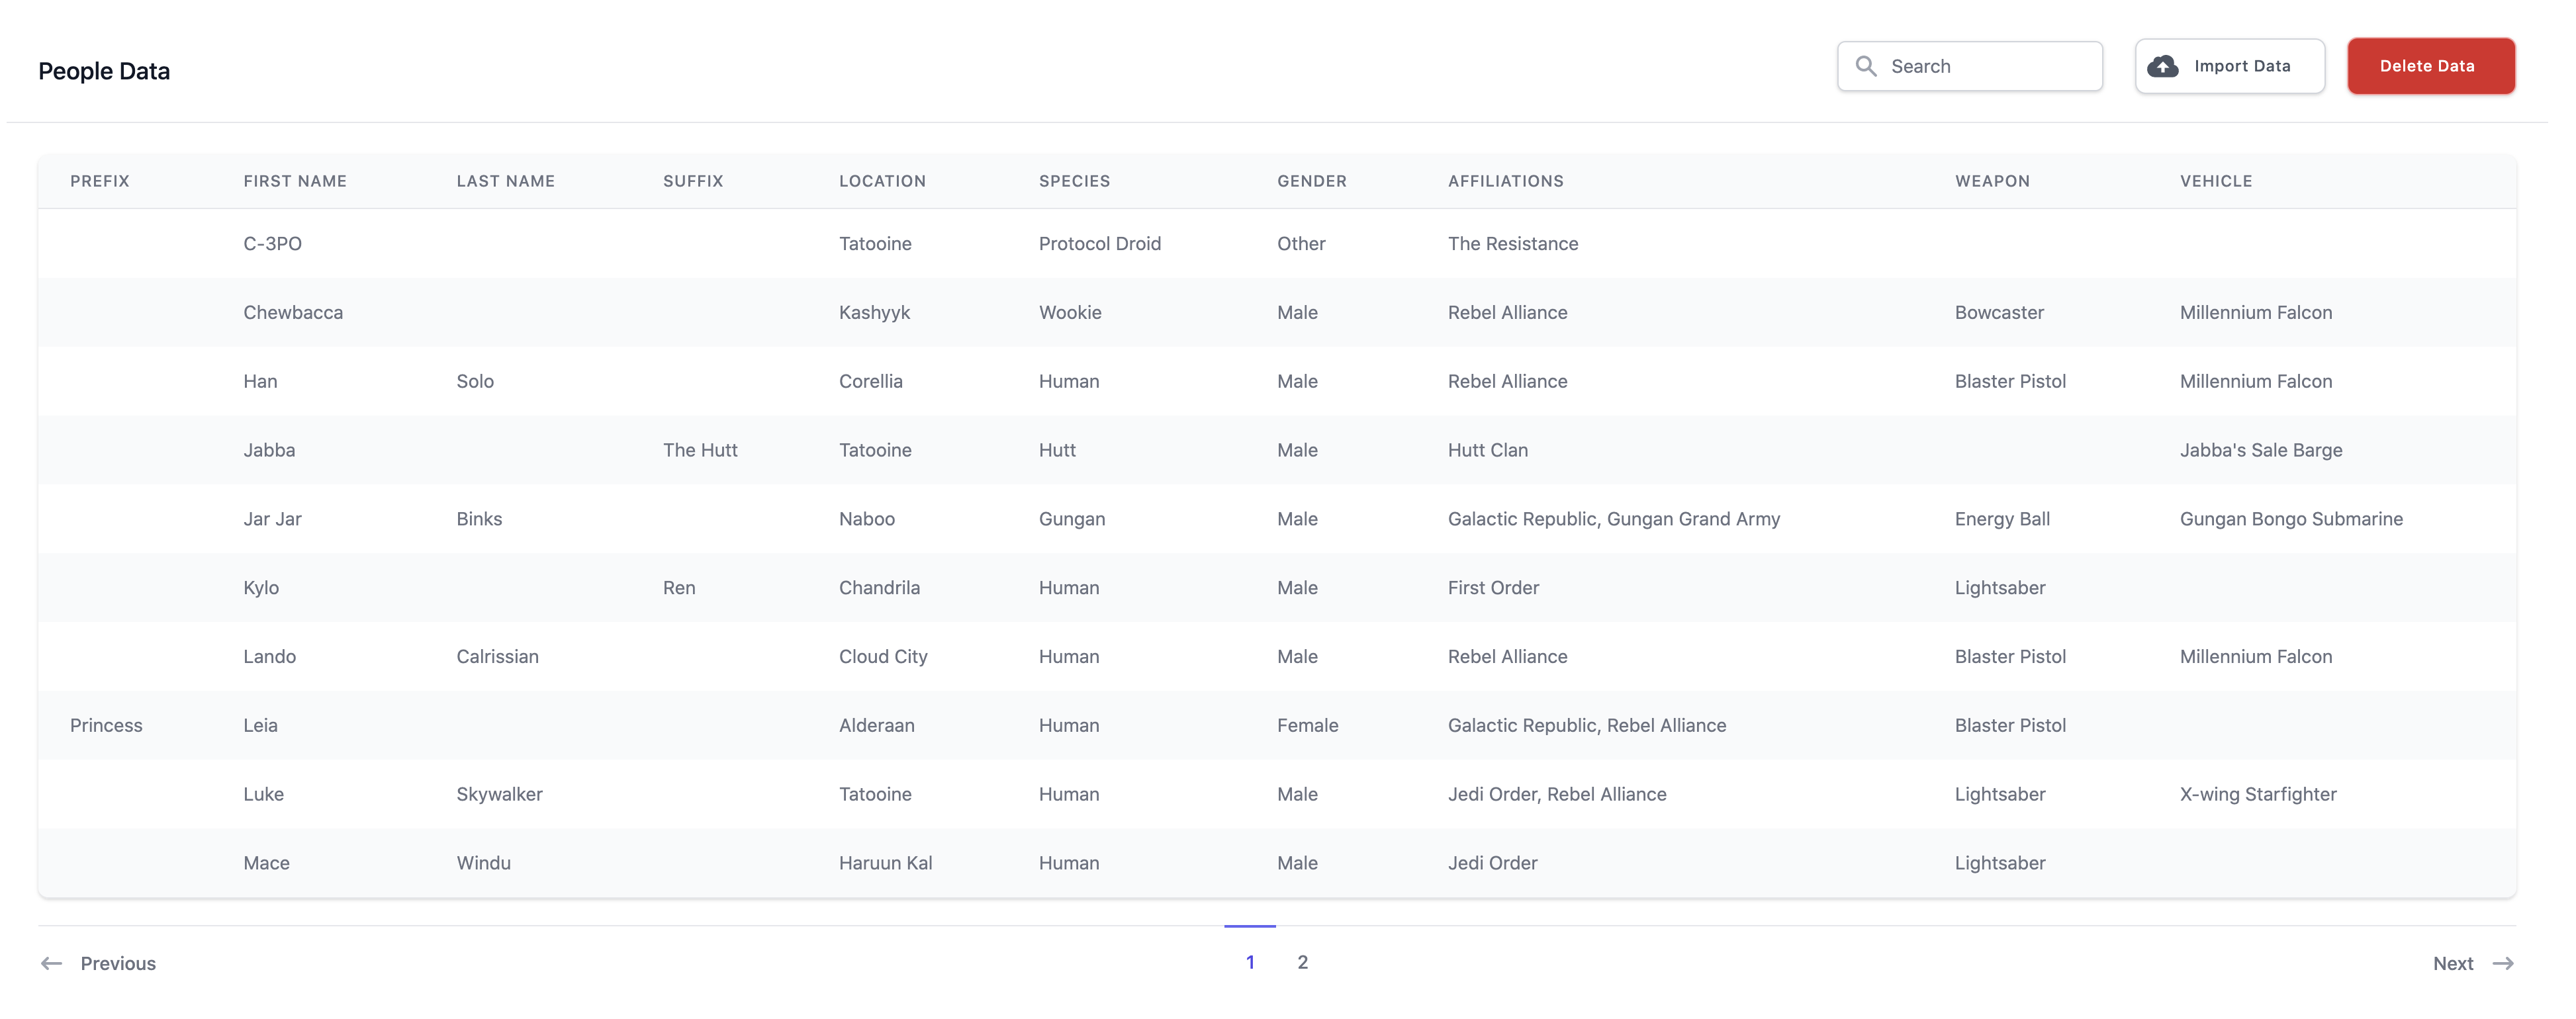 People Data
Search
Import Data
Delete Data
PREFIX FIRST NAME LAST NAME SUFFIX LOCATION SPECIES GENDER AFFILIATIONS WEAPON VEHICLE
C-3PO Tatooine Protocol Droid Other The Resistance
Chewbacca Kashyyk Wookie Male Rebel Alliance Bowcaster Millennium Falcon
Han Solo Corellia Human Male Rebel Alliance Blaster Pistol Millennium Falcon
Jabba The Hutt Tatooine Hutt Male Hutt Clan Jabba's Sale Barge
Jar Jar Binks Naboo Gungan Male Galactic Republic, Gungan Grand Army Energy Ball Gungan Bongo Submarine
Kylo Ren Chandrila Human Male First Order Lightsaber
Lando Calrissian Cloud City Human Male Rebel Alliance Blaster Pistol Millennium Falcon
Princess Leia Alderaan Human Female Galactic Republic, Rebel Alliance Blaster Pistol
Luke Skywalker Tatooine Human Male Jedi Order, Rebel Alliance Lightsaber X-wing Starfighter
Mace Windu Haruun Kal Human Male Jedi Order Lightsaber
Previous 1 2 Next